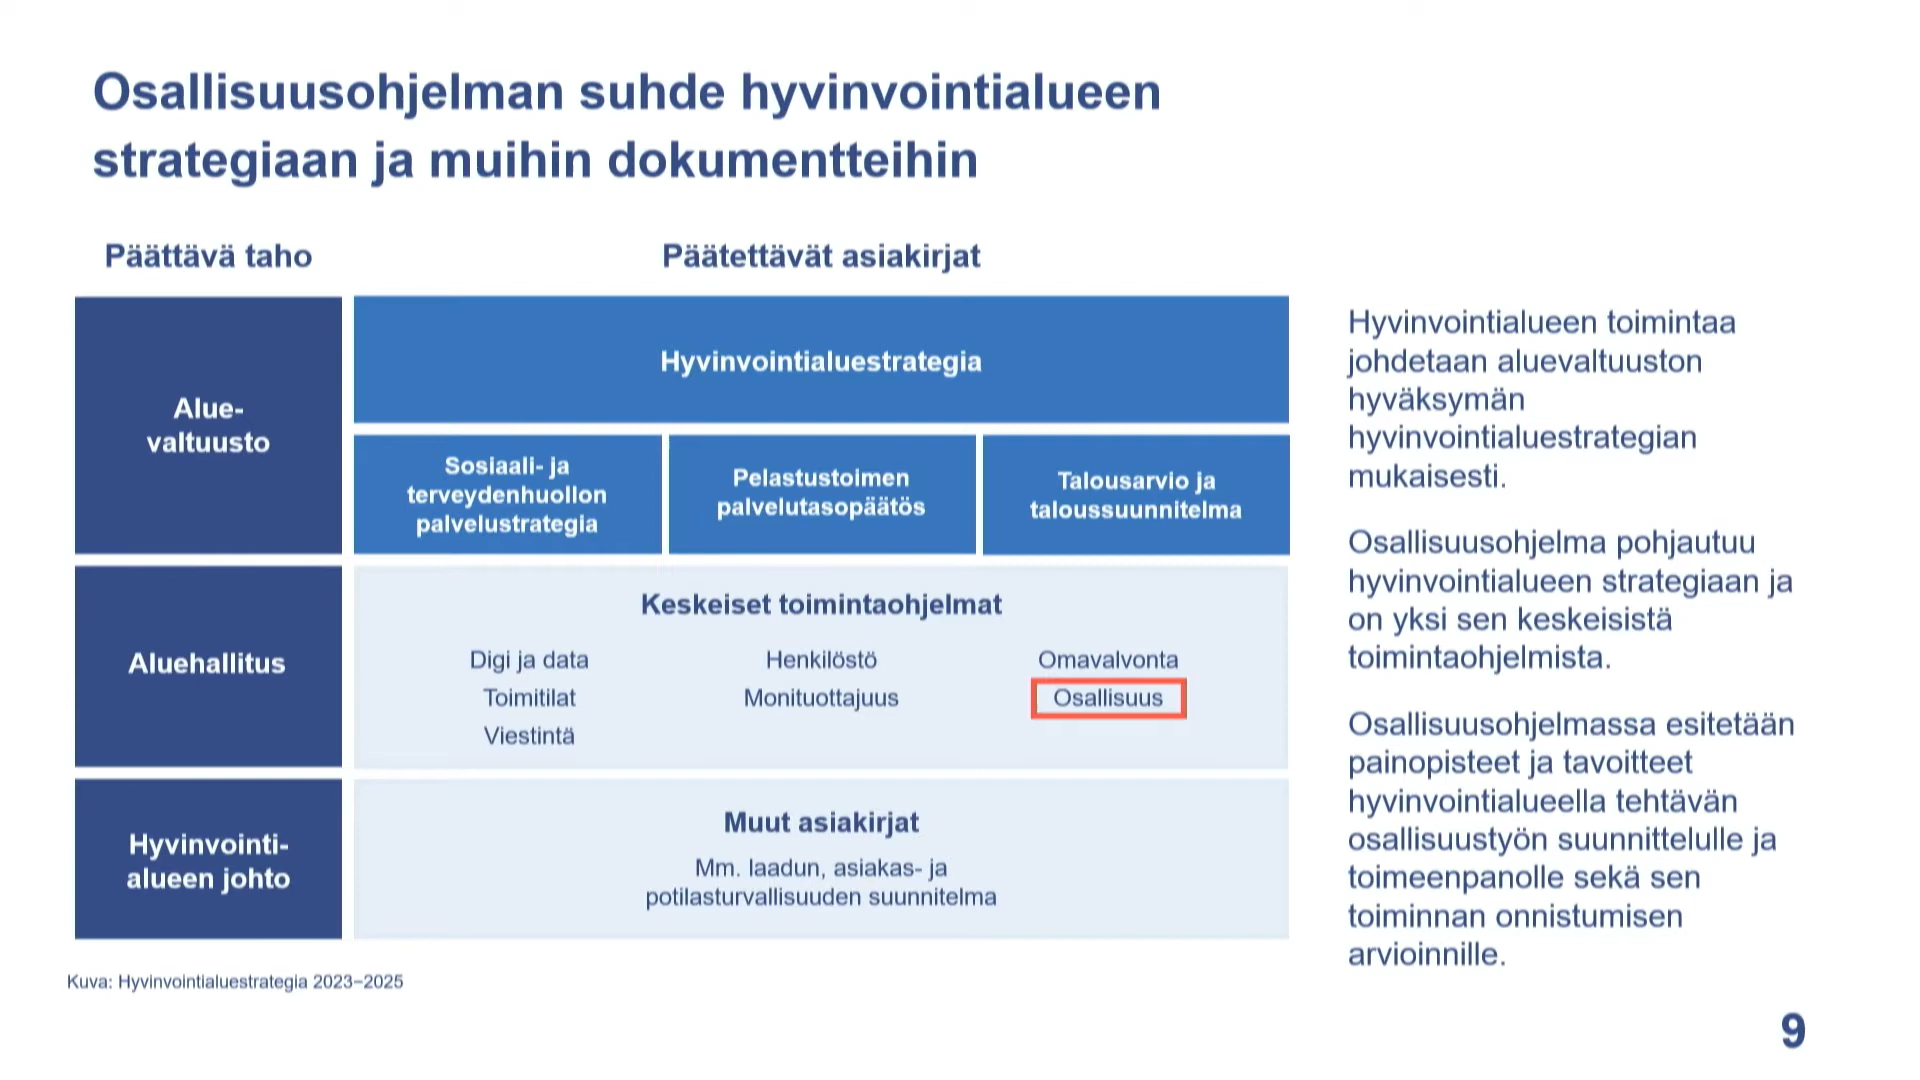 Osallisuusohjelman suhde hyvinvointialueen
strategiaan ja muihin dokumentteihin
Päättävä taho
Päätettävät asiakirjat
Alue-
valtuusto
Hyvinvointialuestrategia
Sosiaali- ja
terveydenhuollon
palvelustrategia
Pelastustoimen
palvelutasopäätös
Talousarvio ja
taloussuunnitelma
Aluehallitus
Keskeiset toimintaohjelmat
Digi ja data
Toimitilat
Viestintä
Henkilöstö
Monituottajuus
Omavalvonta
Osallisuus
Hyvinvointi-
alueen johto
Muut asiakirjat
Mm. laadun, asiakas- ja
potilasturvallisuuden suunnitelma
Kuva: Hyvinvointialuestrategia 2023–2025
Hyvinvointialueen toimintaa
johdetaan aluevaltuuston
hyväksymän
hyvinvointialuestrategian
mukaisesti.
Osallisuusohjelma pohjautuu
hyvinvointialueen strategiaan ja
on yksi sen keskeisistä
toimintaohjelmista.
Osallisuusohjelmassa esitetään
painopisteet ja tavoitteet
hyvinvointialueella tehtävän
osallisuustyön suunnittelulle ja
toimeenpanolle sekä sen
toiminnan onnistumisen
arvioinnille.
9